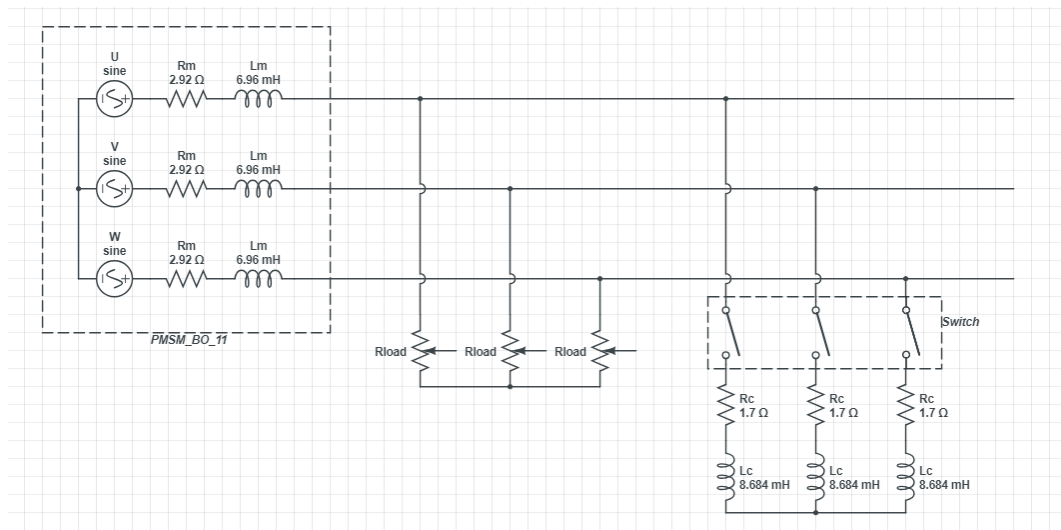 U
sine
Rm
2.92 Ω
Lm
6.96 mH
V
sine
Rm
2.92 Ω
Lm
6.96 mH
W
sine
Rm
2.92 Ω
Lm
6.96 mH
PMSM_BO_11
Rload
Rload
Rload
Switch
Rc
1.7 Ω
Rc
1.7 Ω
Rc
1.7 Ω
Lc
8.684 mH
Lc
8.684 mH
Lc
8.684 mH